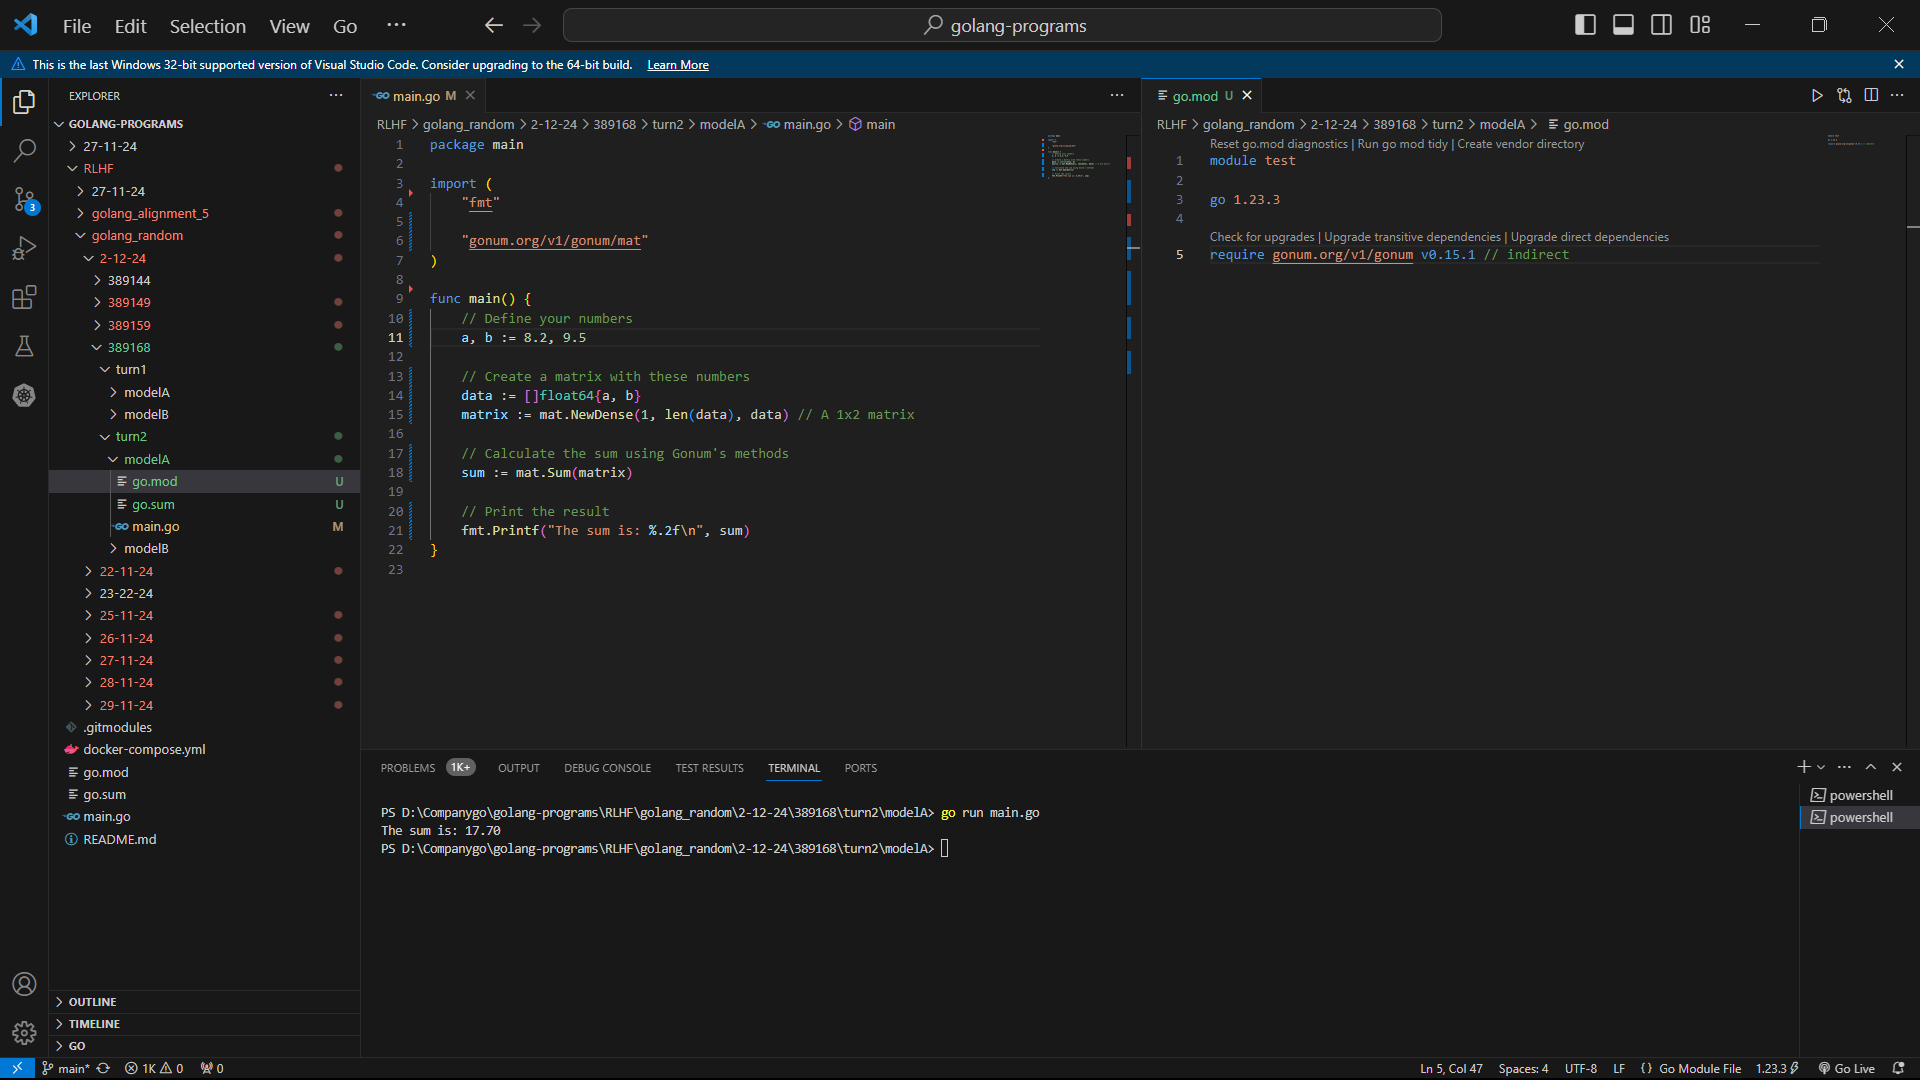 File Edit Selection View Go ··· golang-programs
This is the last Windows 32-bit supported version of Visual Studio Code. Consider upgrading to the 64-bit build. Learn More
EXPLORER ···
GOLANG-PROGRAMS
27-11-24
RLHF
27-11-24
golang_alignment_5
golang_random
2-12-24
389144
389149
389159
389168
turn1
modelA
modelB
turn2
modelA
go.mod U
go.sum U
main.go M
modelB
22-11-24
23-22-24
25-11-24
26-11-24
27-11-24
28-11-24
29-11-24
.gitmodules
docker-compose.yml
go.mod
go.sum
main.go
README.md
OUTLINE
TIMELINE
GO
3
main.go M
RLHF > golang_random > 2-12-24 > 389168 > turn2 > modelA > main.go > main
1 package main
2
3 import (
4 "fmt"
5
6 "gonum.org/v1/gonum/mat"
7 )
8
9 func main() {
10 // Define your numbers
11 a, b := 8.2, 9.5
12
13 // Create a matrix with these numbers
14 data := []float64{a, b}
15 matrix := mat.NewDense(1, len(data), data) // A 1x2 matrix
16
17 // Calculate the sum using Gonum's methods
18 sum := mat.Sum(matrix)
19
20 // Print the result
21 fmt.Printf("The sum is: %.2f\n", sum)
22 }
23
go.mod U
RLHF > golang_random > 2-12-24 > 389168 > turn2 > modelA > go.mod
Reset go.mod diagnostics | Run go mod tidy | Create vendor directory
1 module test
2
3 go 1.23.3
4
Check for upgrades | Upgrade transitive dependencies | Upgrade direct dependencies
5 require gonum.org/v1/gonum v0.15.1 // indirect
PROBLEMS 1K+ OUTPUT DEBUG CONSOLE TEST RESULTS TERMINAL PORTS
PS D:\Companygo\golang-programs\RLHF\golang_random\2-12-24\389168\turn2\modelA> go run main.go
The sum is: 17.70
PS D:\Companygo\golang-programs\RLHF\golang_random\2-12-24\389168\turn2\modelA>
powershell
powershell
main* 1K 0 0 Ln 5, Col 47 Spaces: 4 UTF-8 LF {} Go Module File 1.23.3 Go Live